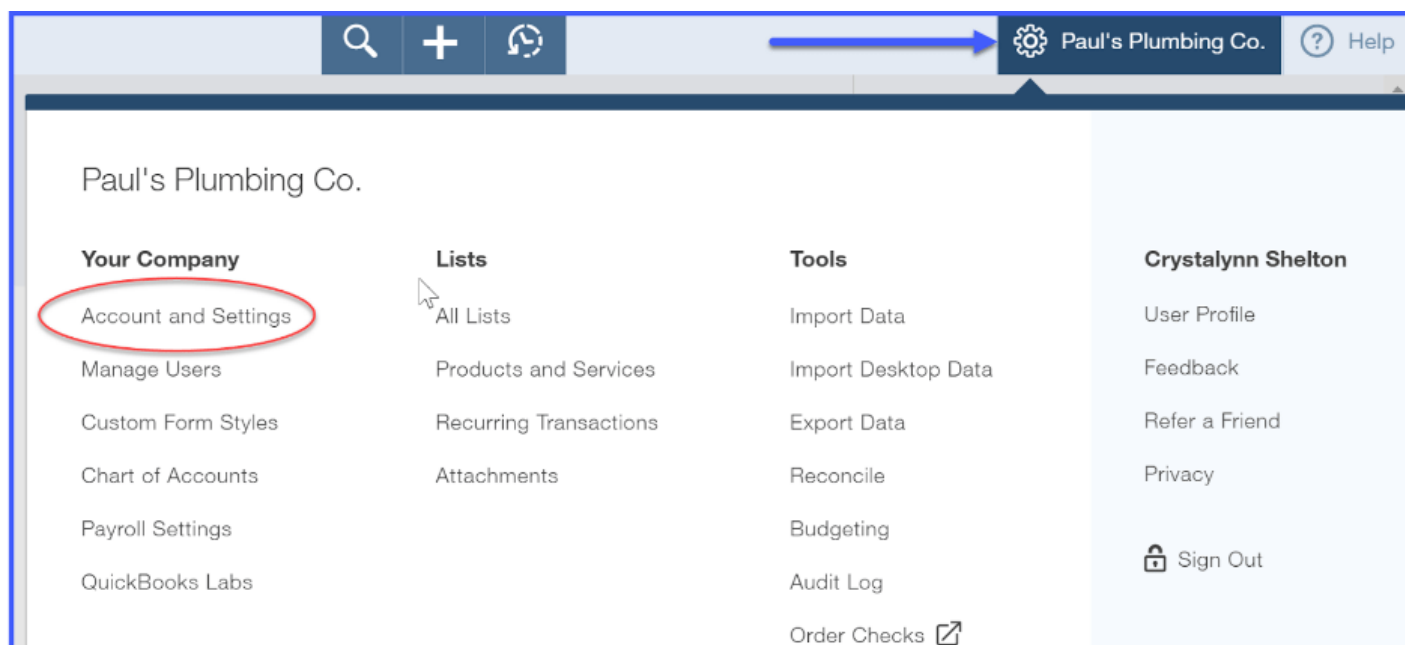 Paul's Plumbing Co.
? Help
Paul's Plumbing Co.
Your Company
Account and Settings
Manage Users
Custom Form Styles
Chart of Accounts
Payroll Settings
QuickBooks Labs
Lists
All Lists
Products and Services
Recurring Transactions
Attachments
Tools
Import Data
Import Desktop Data
Export Data
Reconcile
Budgeting
Audit Log
Order Checks
Crystalynn Shelton
User Profile
Feedback
Refer a Friend
Privacy
Sign Out